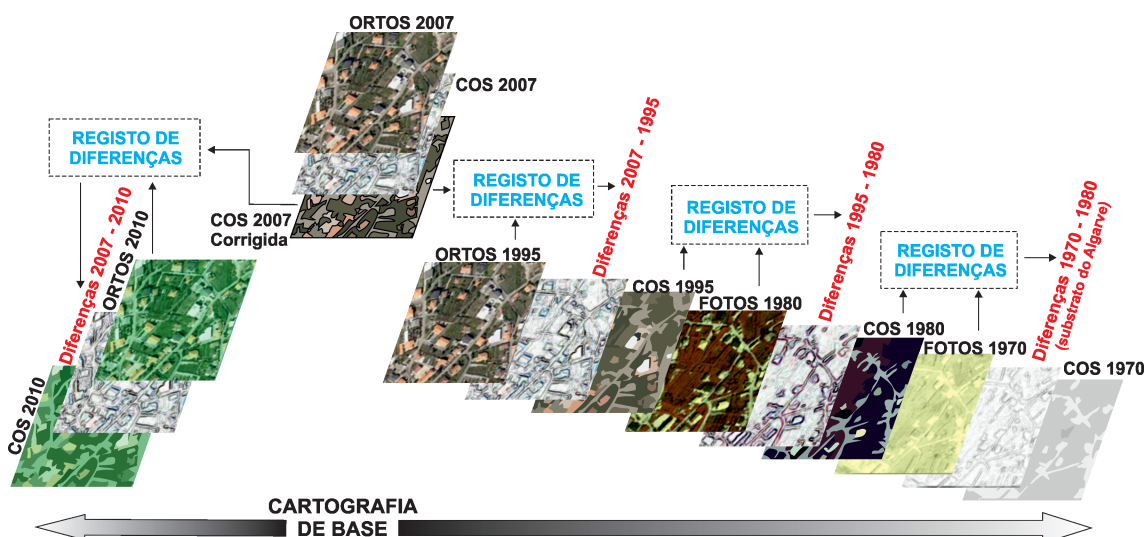 ORTOS 2007
COS 2007
COS 2007
Corrigida
REGISTO DE
DIFERENÇAS
Diferenças 2007 - 2010
ORTOS 2010
COS 2010
REGISTO DE
DIFERENÇAS
Diferenças 2007 - 1995
ORTOS 1995
COS 1995
REGISTO DE
DIFERENÇAS
Diferenças 1995 - 1980
FOTOS 1980
COS 1980
REGISTO DE
DIFERENÇAS
Diferenças 1970 - 1980
(substrato do Algarve)
FOTOS 1970
COS 1970
CARTOGRAFIA
DE BASE